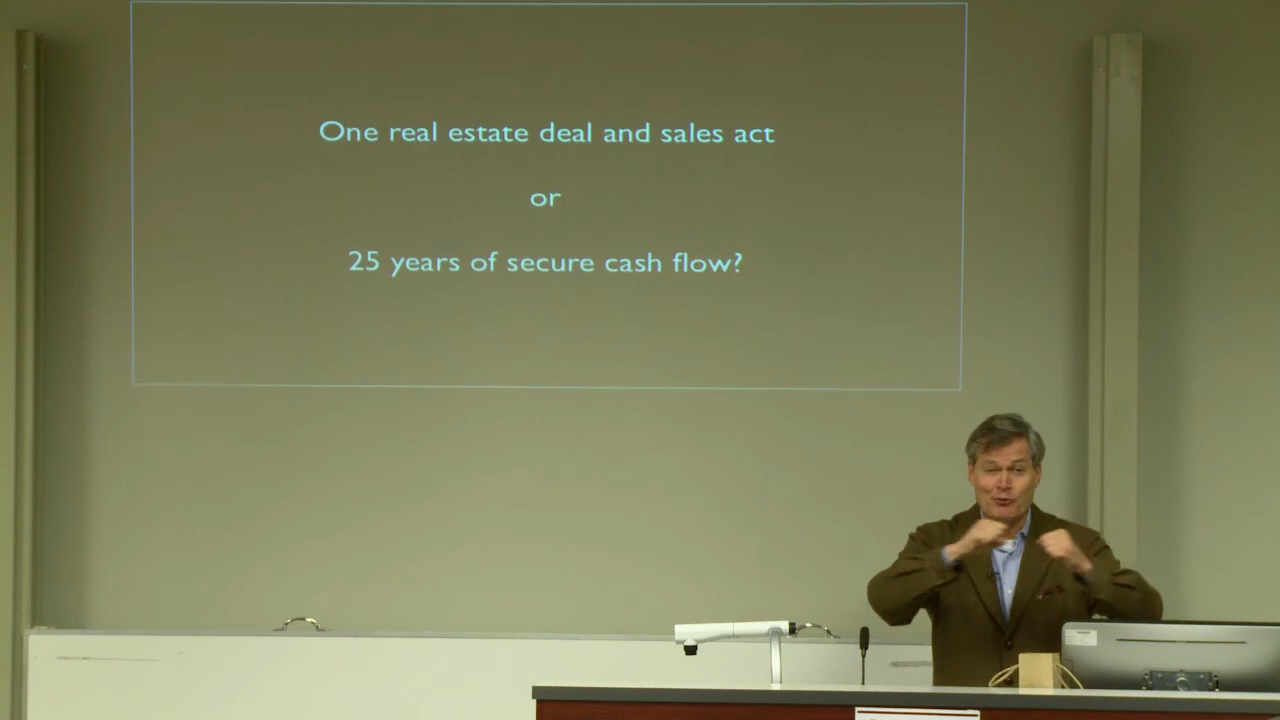 One real estate deal and sales act
or
25 years of secure cash flow?